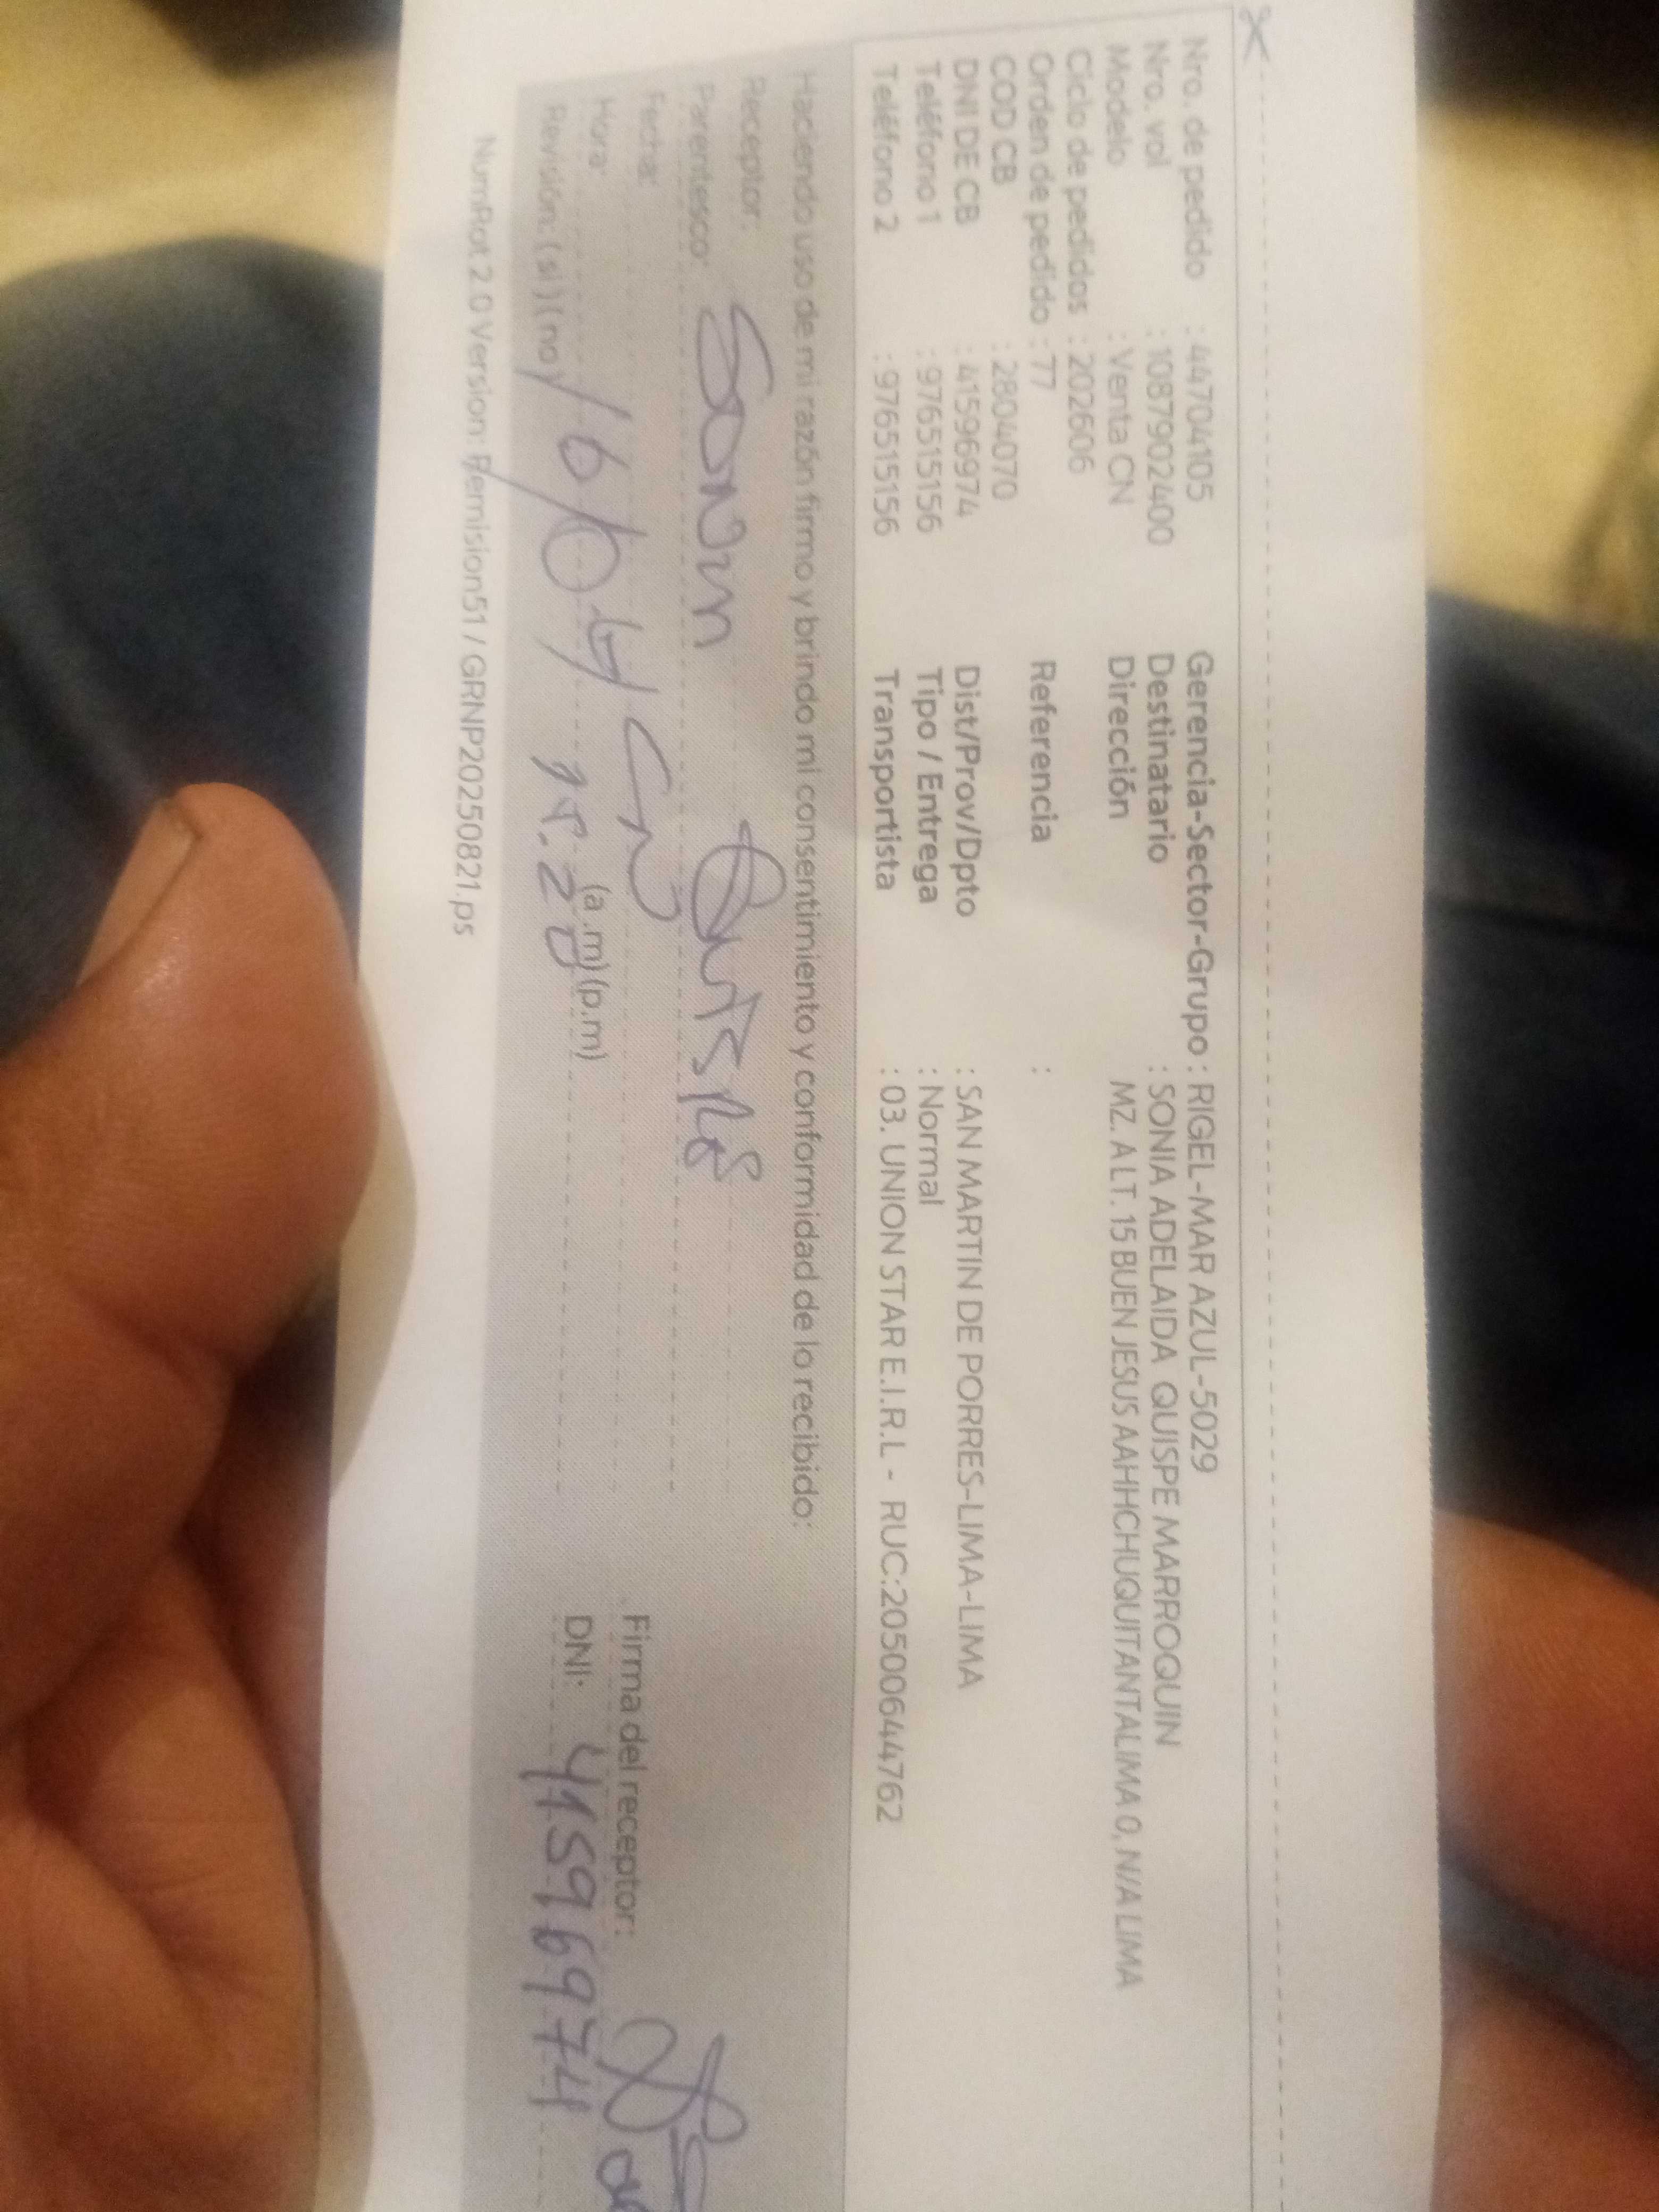 Nro. de pedido : 44704105 Gerencia-Sector-Grupo : RIGEL-MAR AZUL-5029
Nro. vol : 10879902400 Destinatario : SONIA ADELAIDA QUISPE MARROQUIN
Modelo : Venta CN Dirección MZ. A LT. 15 BUEN JESUS AAHHCHUQUITANTALIMA 0, N/A LIMA
Ciclo de pedidos : 202606
Orden de pedido : 77 Referencia :
COD CB : 2804070
DNI DE CB : 41596974 Dist/Prov/Dpto : SAN MARTIN DE PORRES-LIMA-LIMA
Teléfono 1 : 976515156 Tipo / Entrega : Normal
Teléfono 2 : 976515156 Transportista : 03. UNION STAR E.I.R.L - RUC:20500644762
Haciendo uso de mi razón firmo y brindo mi consentimiento y conformidad de lo recibido:
Receptor:
Parentesco:
Fecha: Firma del receptor:
Hora: (a.m)(p.m) DNI: 41596974
Revisión: (si) (no)
NumRot 2.0 Version: Remision51 / GRNP20250821.ps